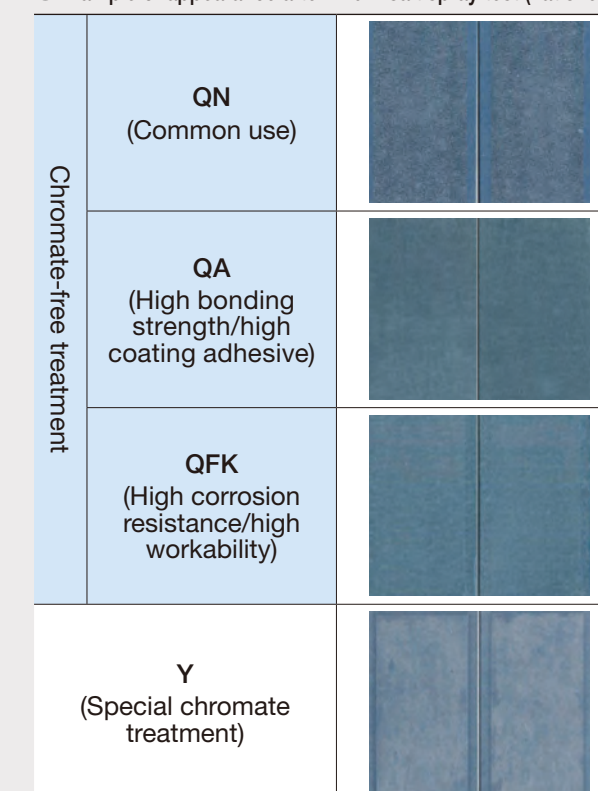 Chromate-free treatment
QN
(Common use)
QA
(High bonding
strength/high
coating adhesive)
QFK
(High corrosion
resistance/high
workability)
Y
(Special chromate
treatment)